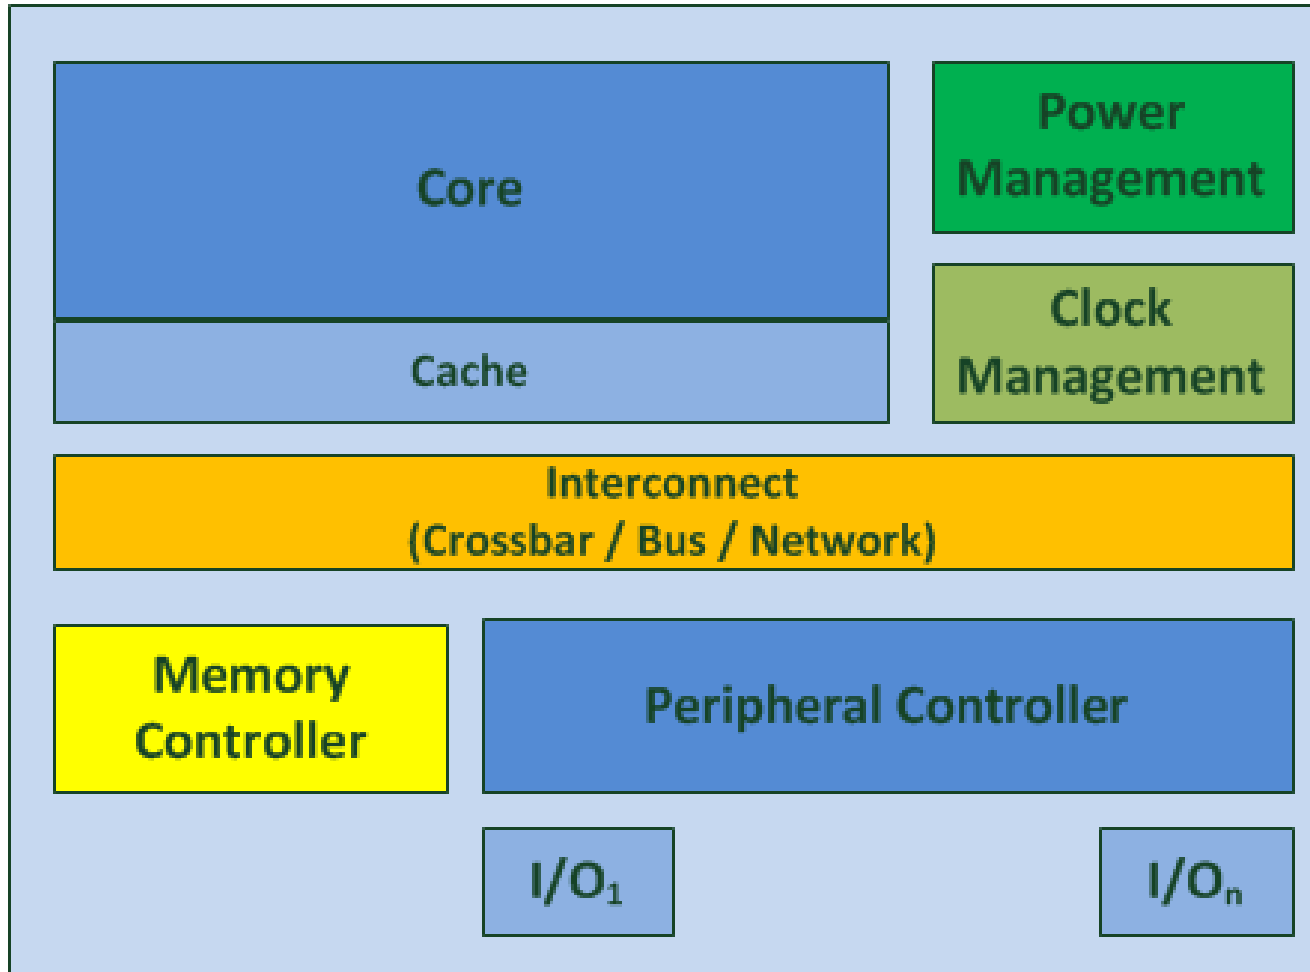 Core
Power
Management
Cache
Clock
Management
Interconnect
(Crossbar / Bus / Network)
Memory
Controller
Peripheral Controller
I/O₁
I/Oₙ